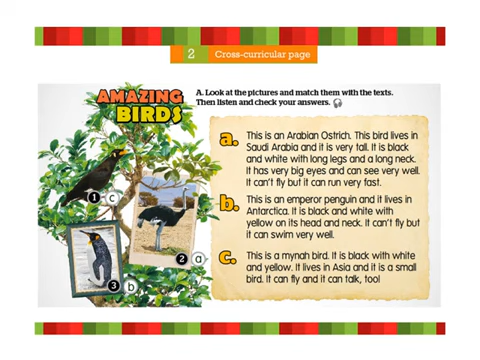 2 Cross-curricular page
AMAZING
BIRDS
A. Look at the pictures and match them with the texts.
Then listen and check your answers.
a. This is an Arabian Ostrich. This bird lives in
Saudi Arabia and it is very tall. It is black
and white with long legs and a long neck.
It has very big eyes and can see very well.
It can't fly but it can run very fast.
b. This is an emperor penguin and it lives in
Antarctica. It is black and white with
yellow on its head and neck. It can't fly but
it can swim very well.
c. This is a mynah bird. It is black with white
and yellow. It lives in Asia and it is a small
bird. It can fly and it can talk, too!
1 c
2 a
3 b